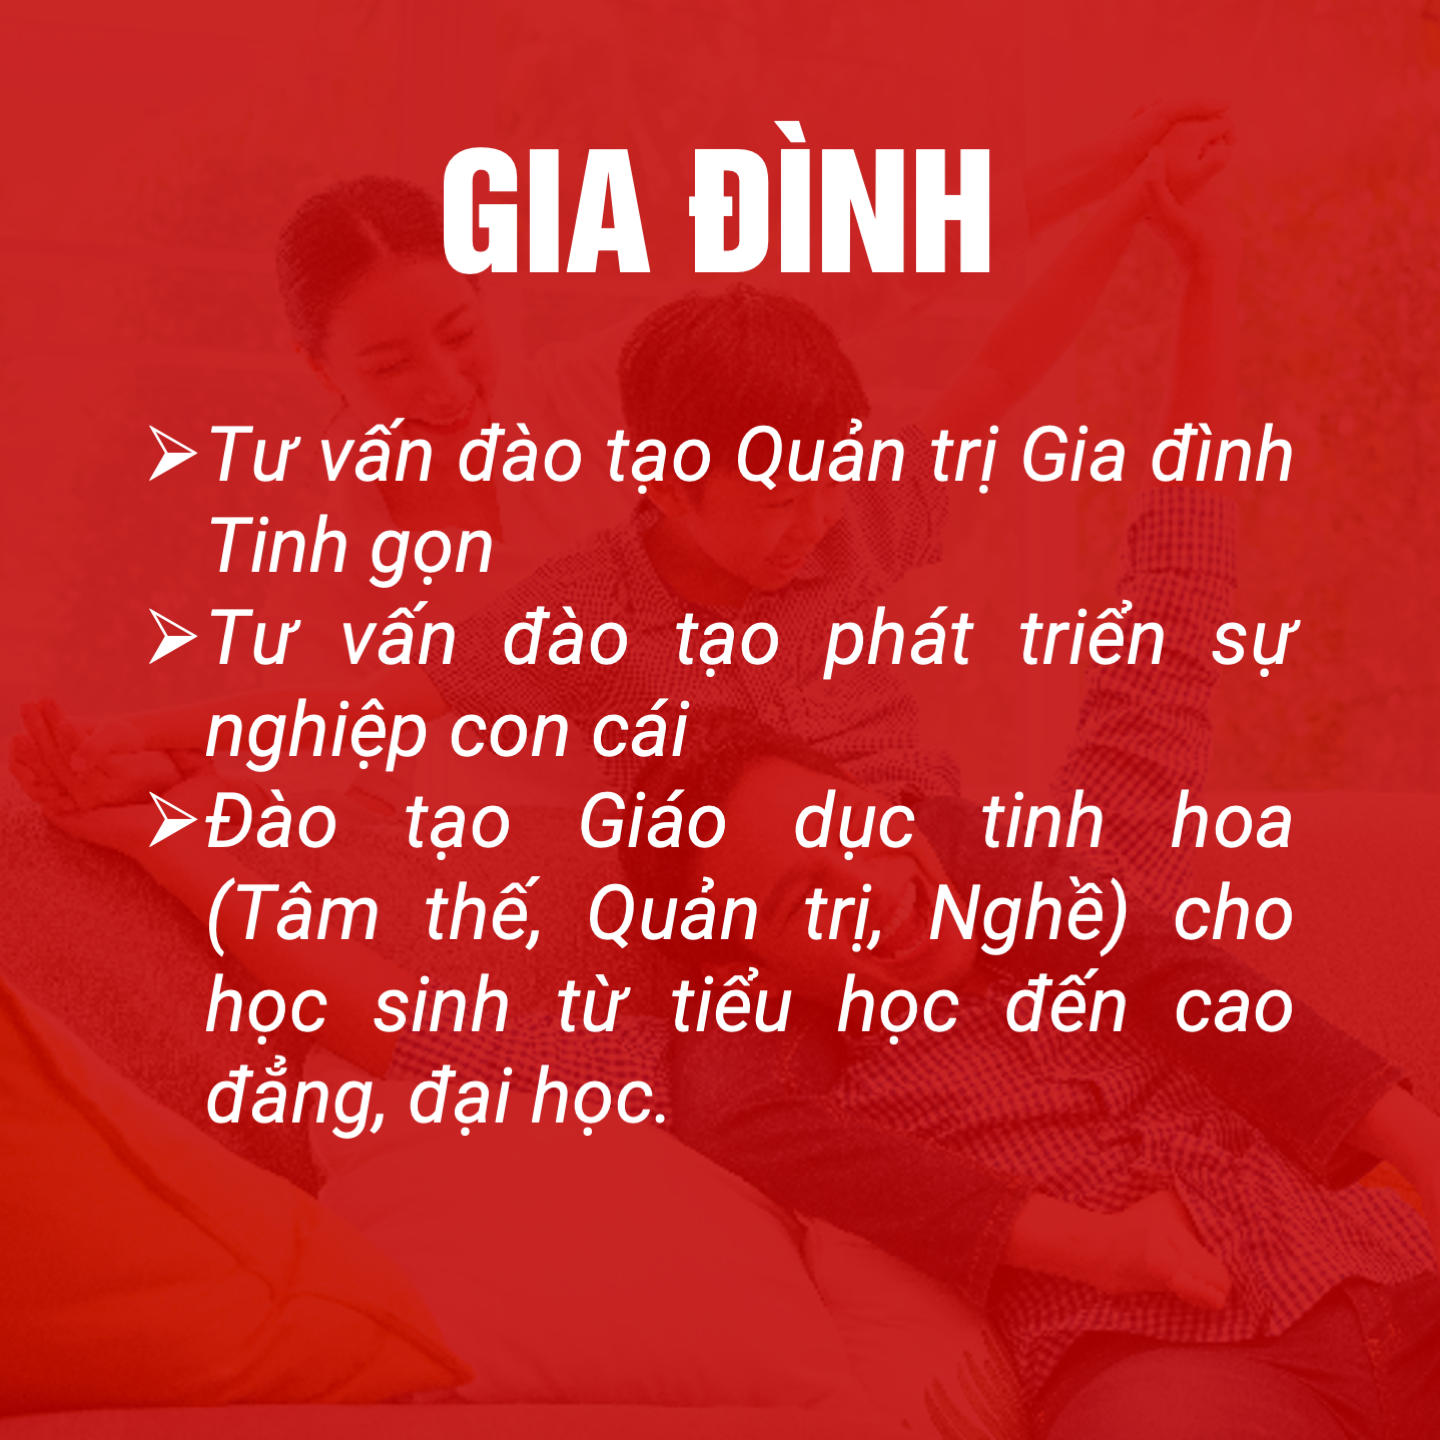 GIA ĐÌNH
➢Tư vấn đào tạo Quản trị Gia đình
Tinh gọn
➢Tư vấn đào tạo phát triển sự
nghiệp con cái
➢Đào tạo Giáo dục tinh hoa
(Tâm thế, Quản trị, Nghề) cho
học sinh từ tiểu học đến cao
đẳng, đại học.